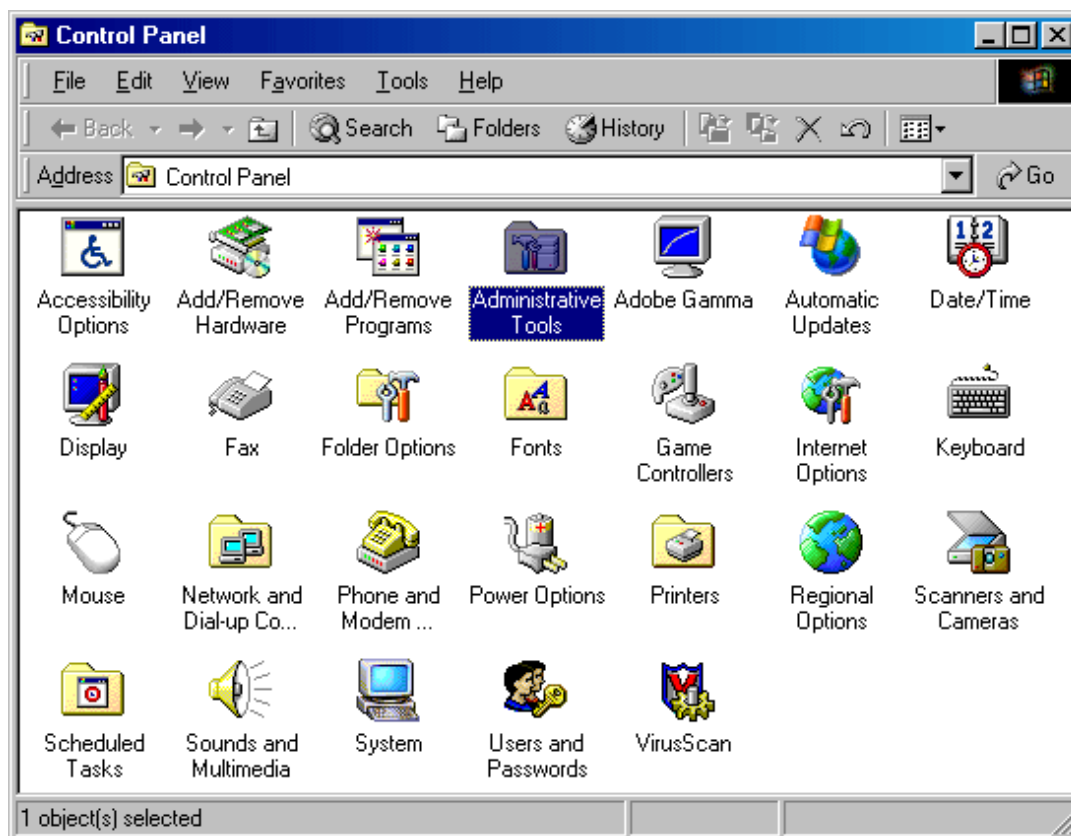 Control Panel
File Edit View Favorites Tools Help
Back Search Folders History
Address Control Panel Go
Accessibility Options
Add/Remove Hardware
Add/Remove Programs
Administrative Tools
Adobe Gamma
Automatic Updates
Date/Time
Display
Fax
Folder Options
Fonts
Game Controllers
Internet Options
Keyboard
Mouse
Network and Dial-up Co...
Phone and Modem ...
Power Options
Printers
Regional Options
Scanners and Cameras
Scheduled Tasks
Sounds and Multimedia
System
Users and Passwords
VirusScan
1 object(s) selected